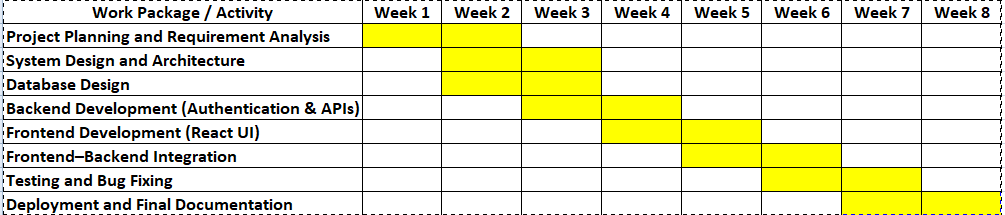 Work Package / Activity Week 1 Week 2 Week 3 Week 4 Week 5 Week 6 Week 7 Week 8
Project Planning and Requirement Analysis
System Design and Architecture
Database Design
Backend Development (Authentication & APIs)
Frontend Development (React UI)
Frontend–Backend Integration
Testing and Bug Fixing
Deployment and Final Documentation